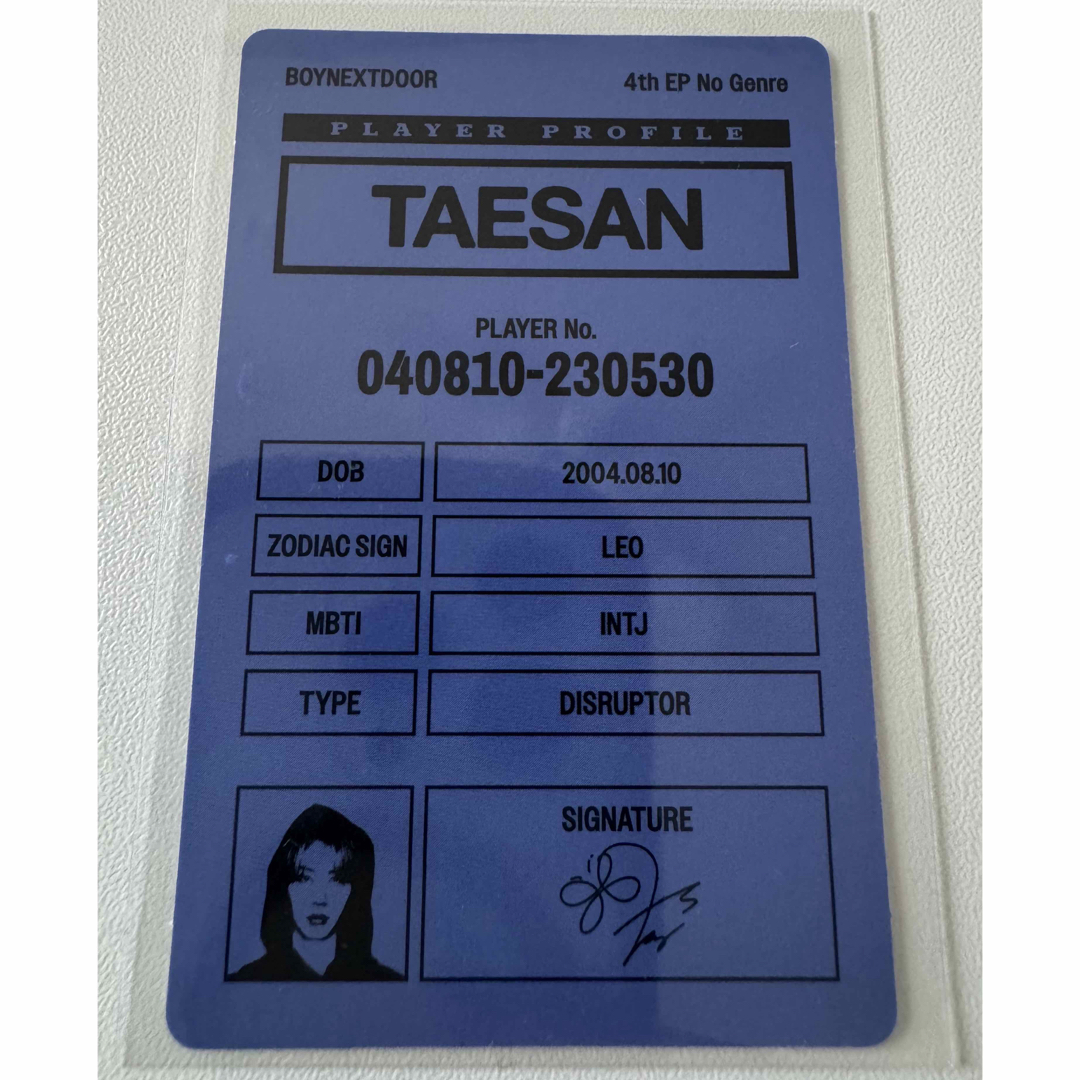 BOYNEXTDOOR 4th EP No Genre
PLAYER PROFILE
TAESAN
PLAYER No.
040810-230530
DOB 2004.08.10
ZODIAC SIGN LEO
MBTI INTJ
TYPE DISRUPTOR
SIGNATURE